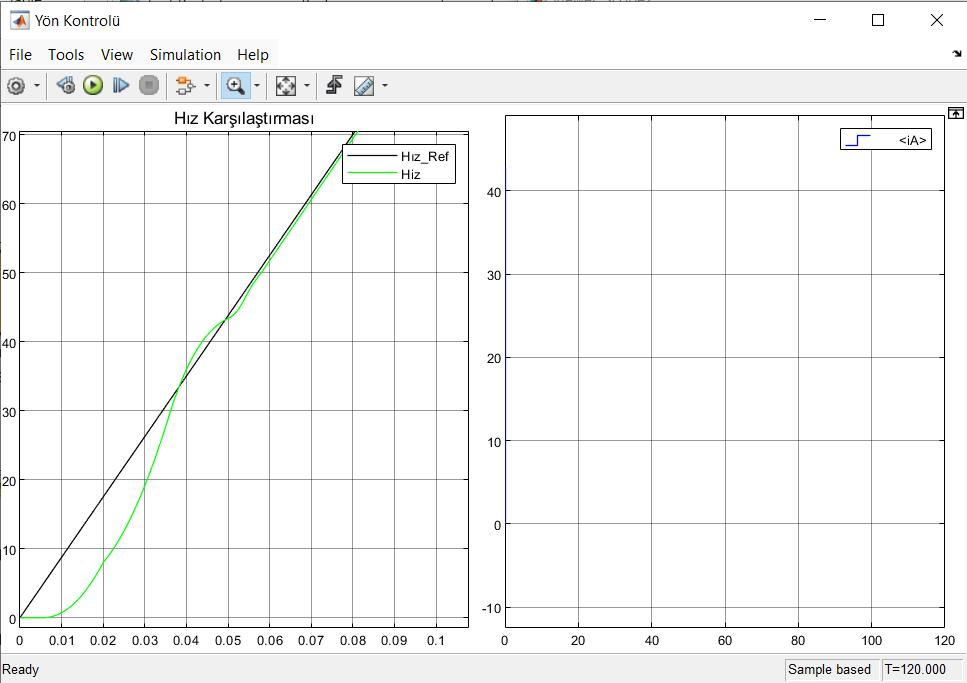 Yön Kontrolü
File Tools View Simulation Help
Hız Karşılaştırması
Hız_Ref
Hiz
70
60
50
40
30
20
10
0
0 0.01 0.02 0.03 0.04 0.05 0.06 0.07 0.08 0.09 0.1
<iA>
40
30
20
10
0
-10
0 20 40 60 80 100 120
Ready
Sample based T=120.000